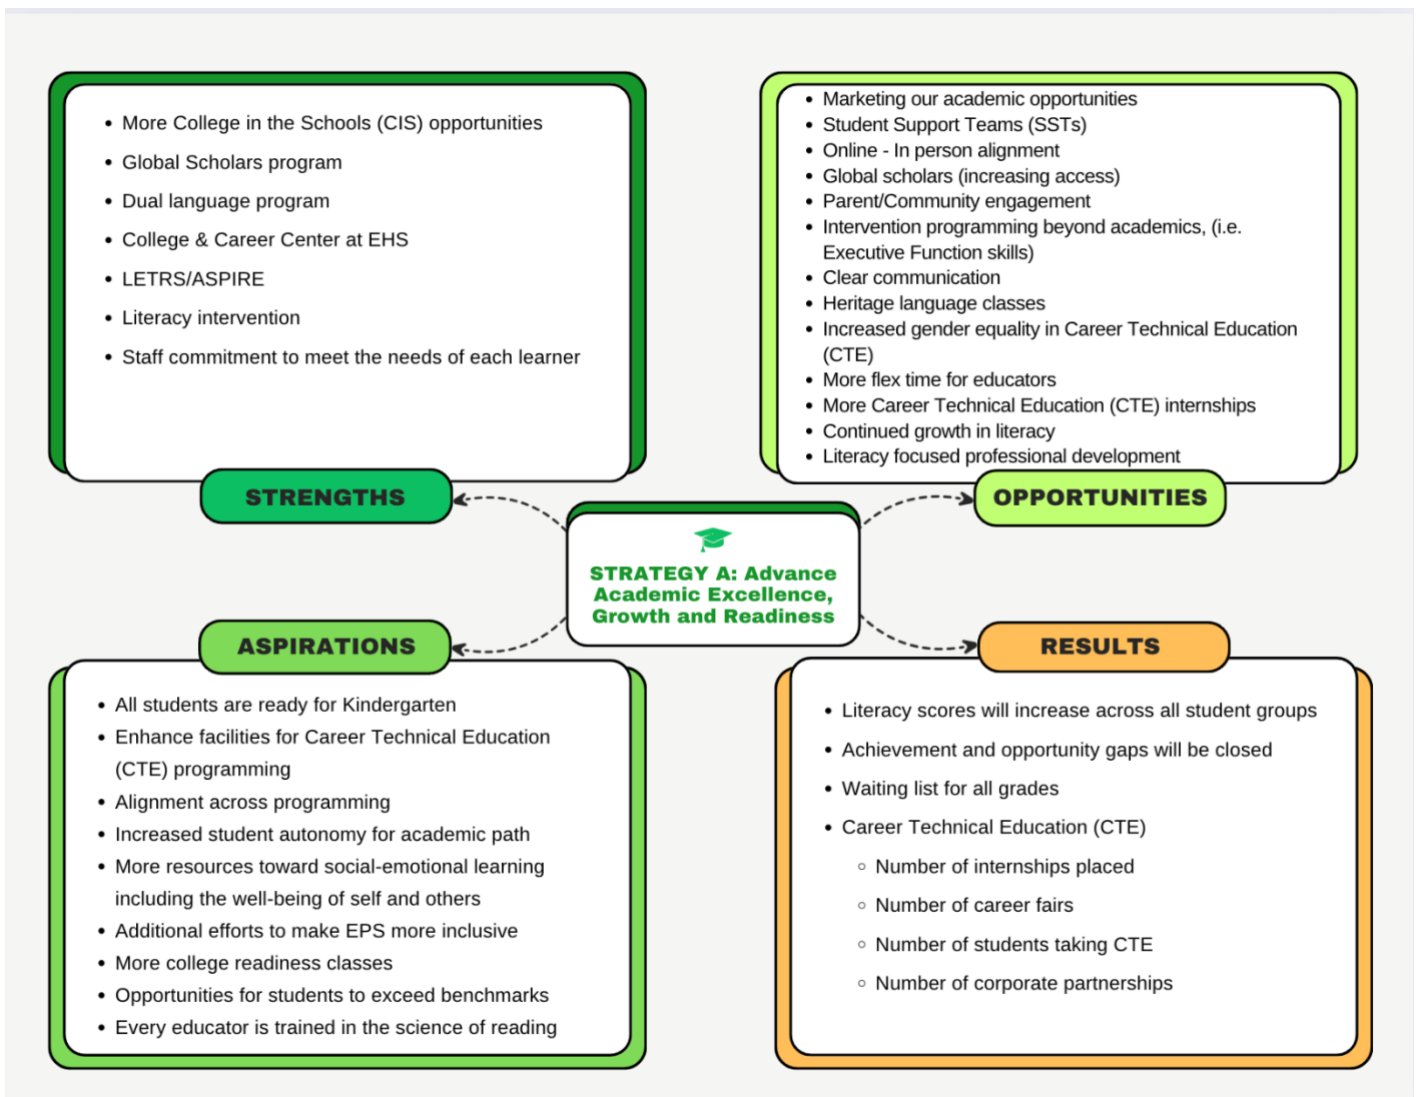 More College in the Schools (CIS) opportunities
Global Scholars program
Dual language program
College & Career Center at EHS
LETRS/ASPIRE
Literacy intervention
Staff commitment to meet the needs of each learner
STRENGTHS
Marketing our academic opportunities
Student Support Teams (SSTs)
Online - In person alignment
Global scholars (increasing access)
Parent/Community engagement
Intervention programming beyond academics, (i.e.
Executive Function skills)
Clear communication
Heritage language classes
Increased gender equality in Career Technical Education
(CTE)
More flex time for educators
More Career Technical Education (CTE) internships
Continued growth in literacy
Literacy focused professional development
OPPORTUNITIES
STRATEGY A: Advance
Academic Excellence,
Growth and Readiness
ASPIRATIONS
All students are ready for Kindergarten
Enhance facilities for Career Technical Education
(CTE) programming
Alignment across programming
Increased student autonomy for academic path
More resources toward social-emotional learning
including the well-being of self and others
Additional efforts to make EPS more inclusive
More college readiness classes
Opportunities for students to exceed benchmarks
Every educator is trained in the science of reading
RESULTS
Literacy scores will increase across all student groups
Achievement and opportunity gaps will be closed
Waiting list for all grades
Career Technical Education (CTE)
Number of internships placed
Number of career fairs
Number of students taking CTE
Number of corporate partnerships